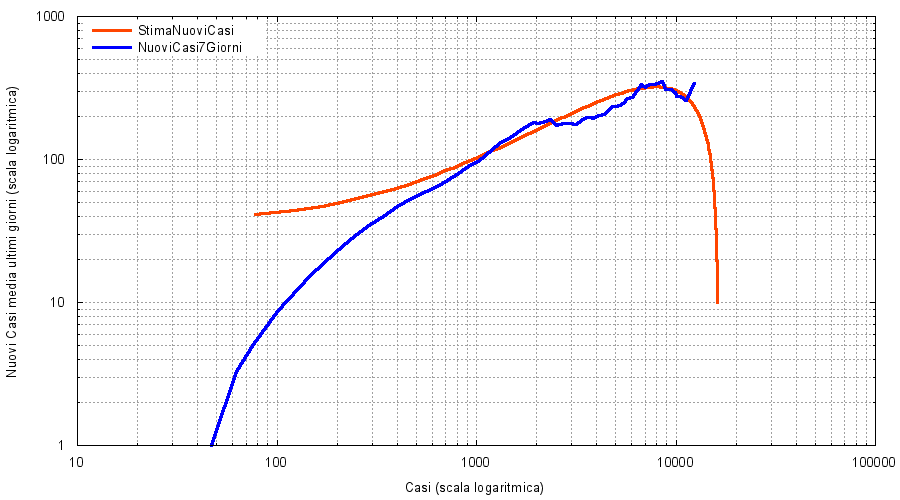 1000
StimaNuoviCasi
NuoviCasi7Giorni
100
10
1
10 100 1000 10000 100000
Nuovi Casi media ultimi giorni (scala logaritmica)
Casi (scala logaritmica)